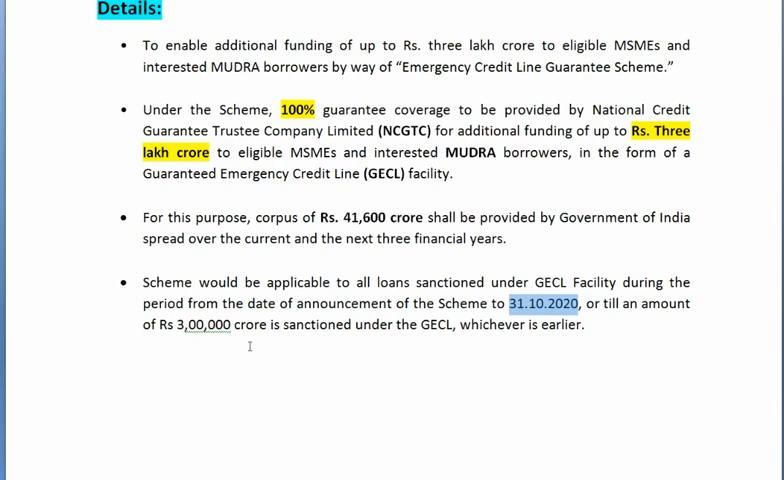 Details:
• To enable additional funding of up to Rs. three lakh crore to eligible MSMEs and
interested MUDRA borrowers by way of “Emergency Credit Line Guarantee Scheme.”
• Under the Scheme, 100% guarantee coverage to be provided by National Credit
Guarantee Trustee Company Limited (NCGTC) for additional funding of up to Rs. Three
lakh crore to eligible MSMEs and interested MUDRA borrowers, in the form of a
Guaranteed Emergency Credit Line (GECL) facility.
• For this purpose, corpus of Rs. 41,600 crore shall be provided by Government of India
spread over the current and the next three financial years.
• Scheme would be applicable to all loans sanctioned under GECL Facility during the
period from the date of announcement of the Scheme to 31.10.2020, or till an amount
of Rs 3,00,000 crore is sanctioned under the GECL, whichever is earlier.